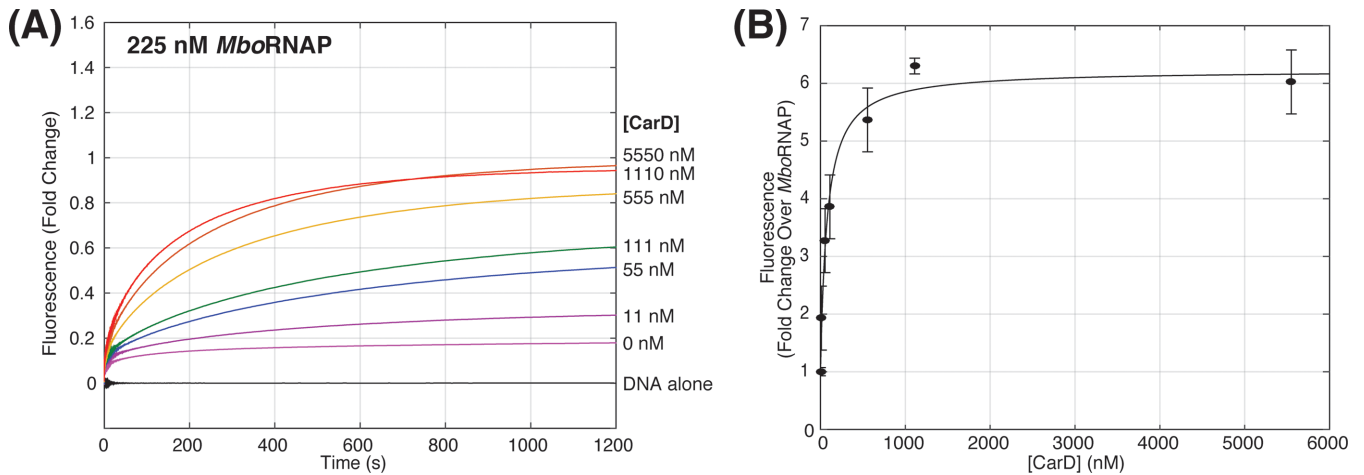 (A)
225 nM MboRNAP
Fluorescence (Fold Change)
1.6
1.4
1.2
1
0.8
0.6
0.4
0.2
0
0
200
400
600
800
1000
1200
Time (s)
[CarD]
5550 nM
1110 nM
555 nM
111 nM
55 nM
11 nM
0 nM
DNA alone
(B)
Fluorescence
(Fold Change Over MboRNAP)
7
6
5
4
3
2
1
0
0
1000
2000
3000
4000
5000
6000
[CarD] (nM)